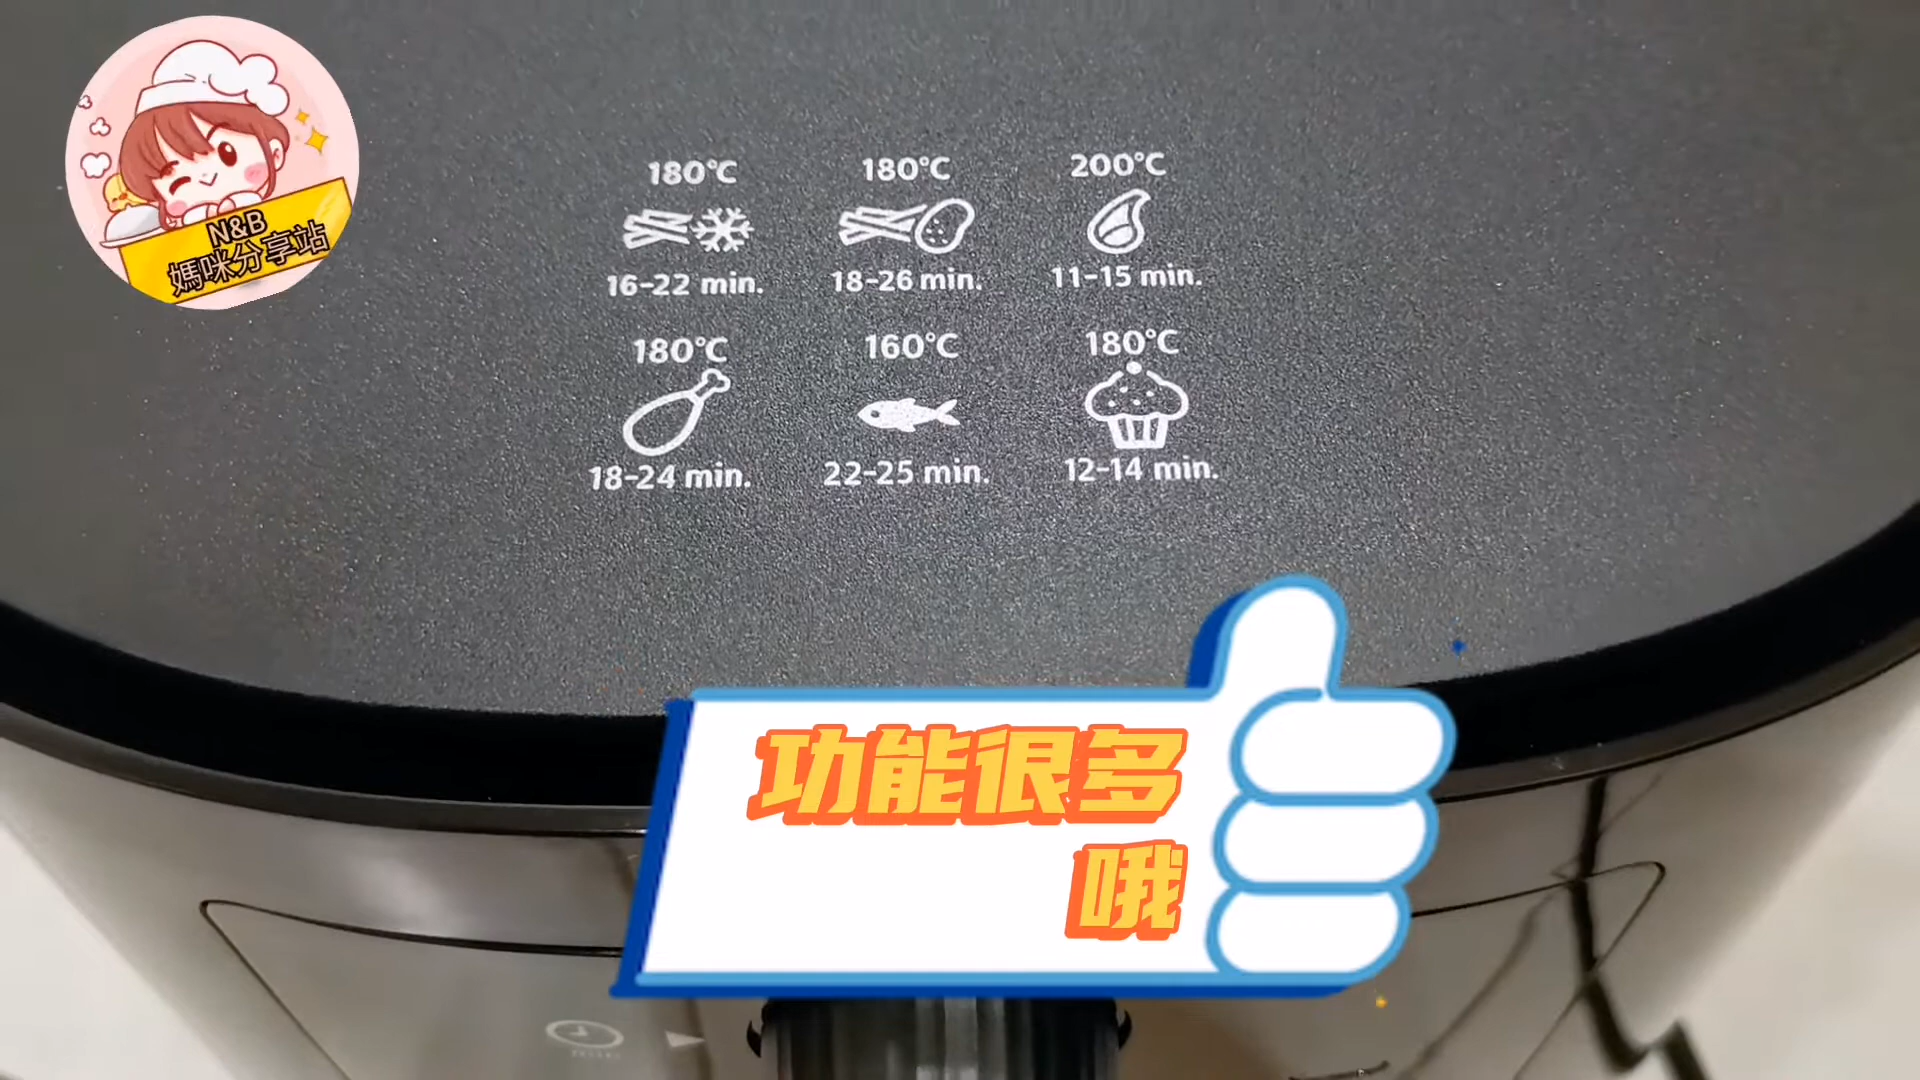 N&B
媽咪分享站
180°C
180°C
200°C
16-22 min.
18-26 min.
11-15 min.
180°C
160°C
180°C
18-24 min.
22-25 min.
12-14 min.
功能很多
哦